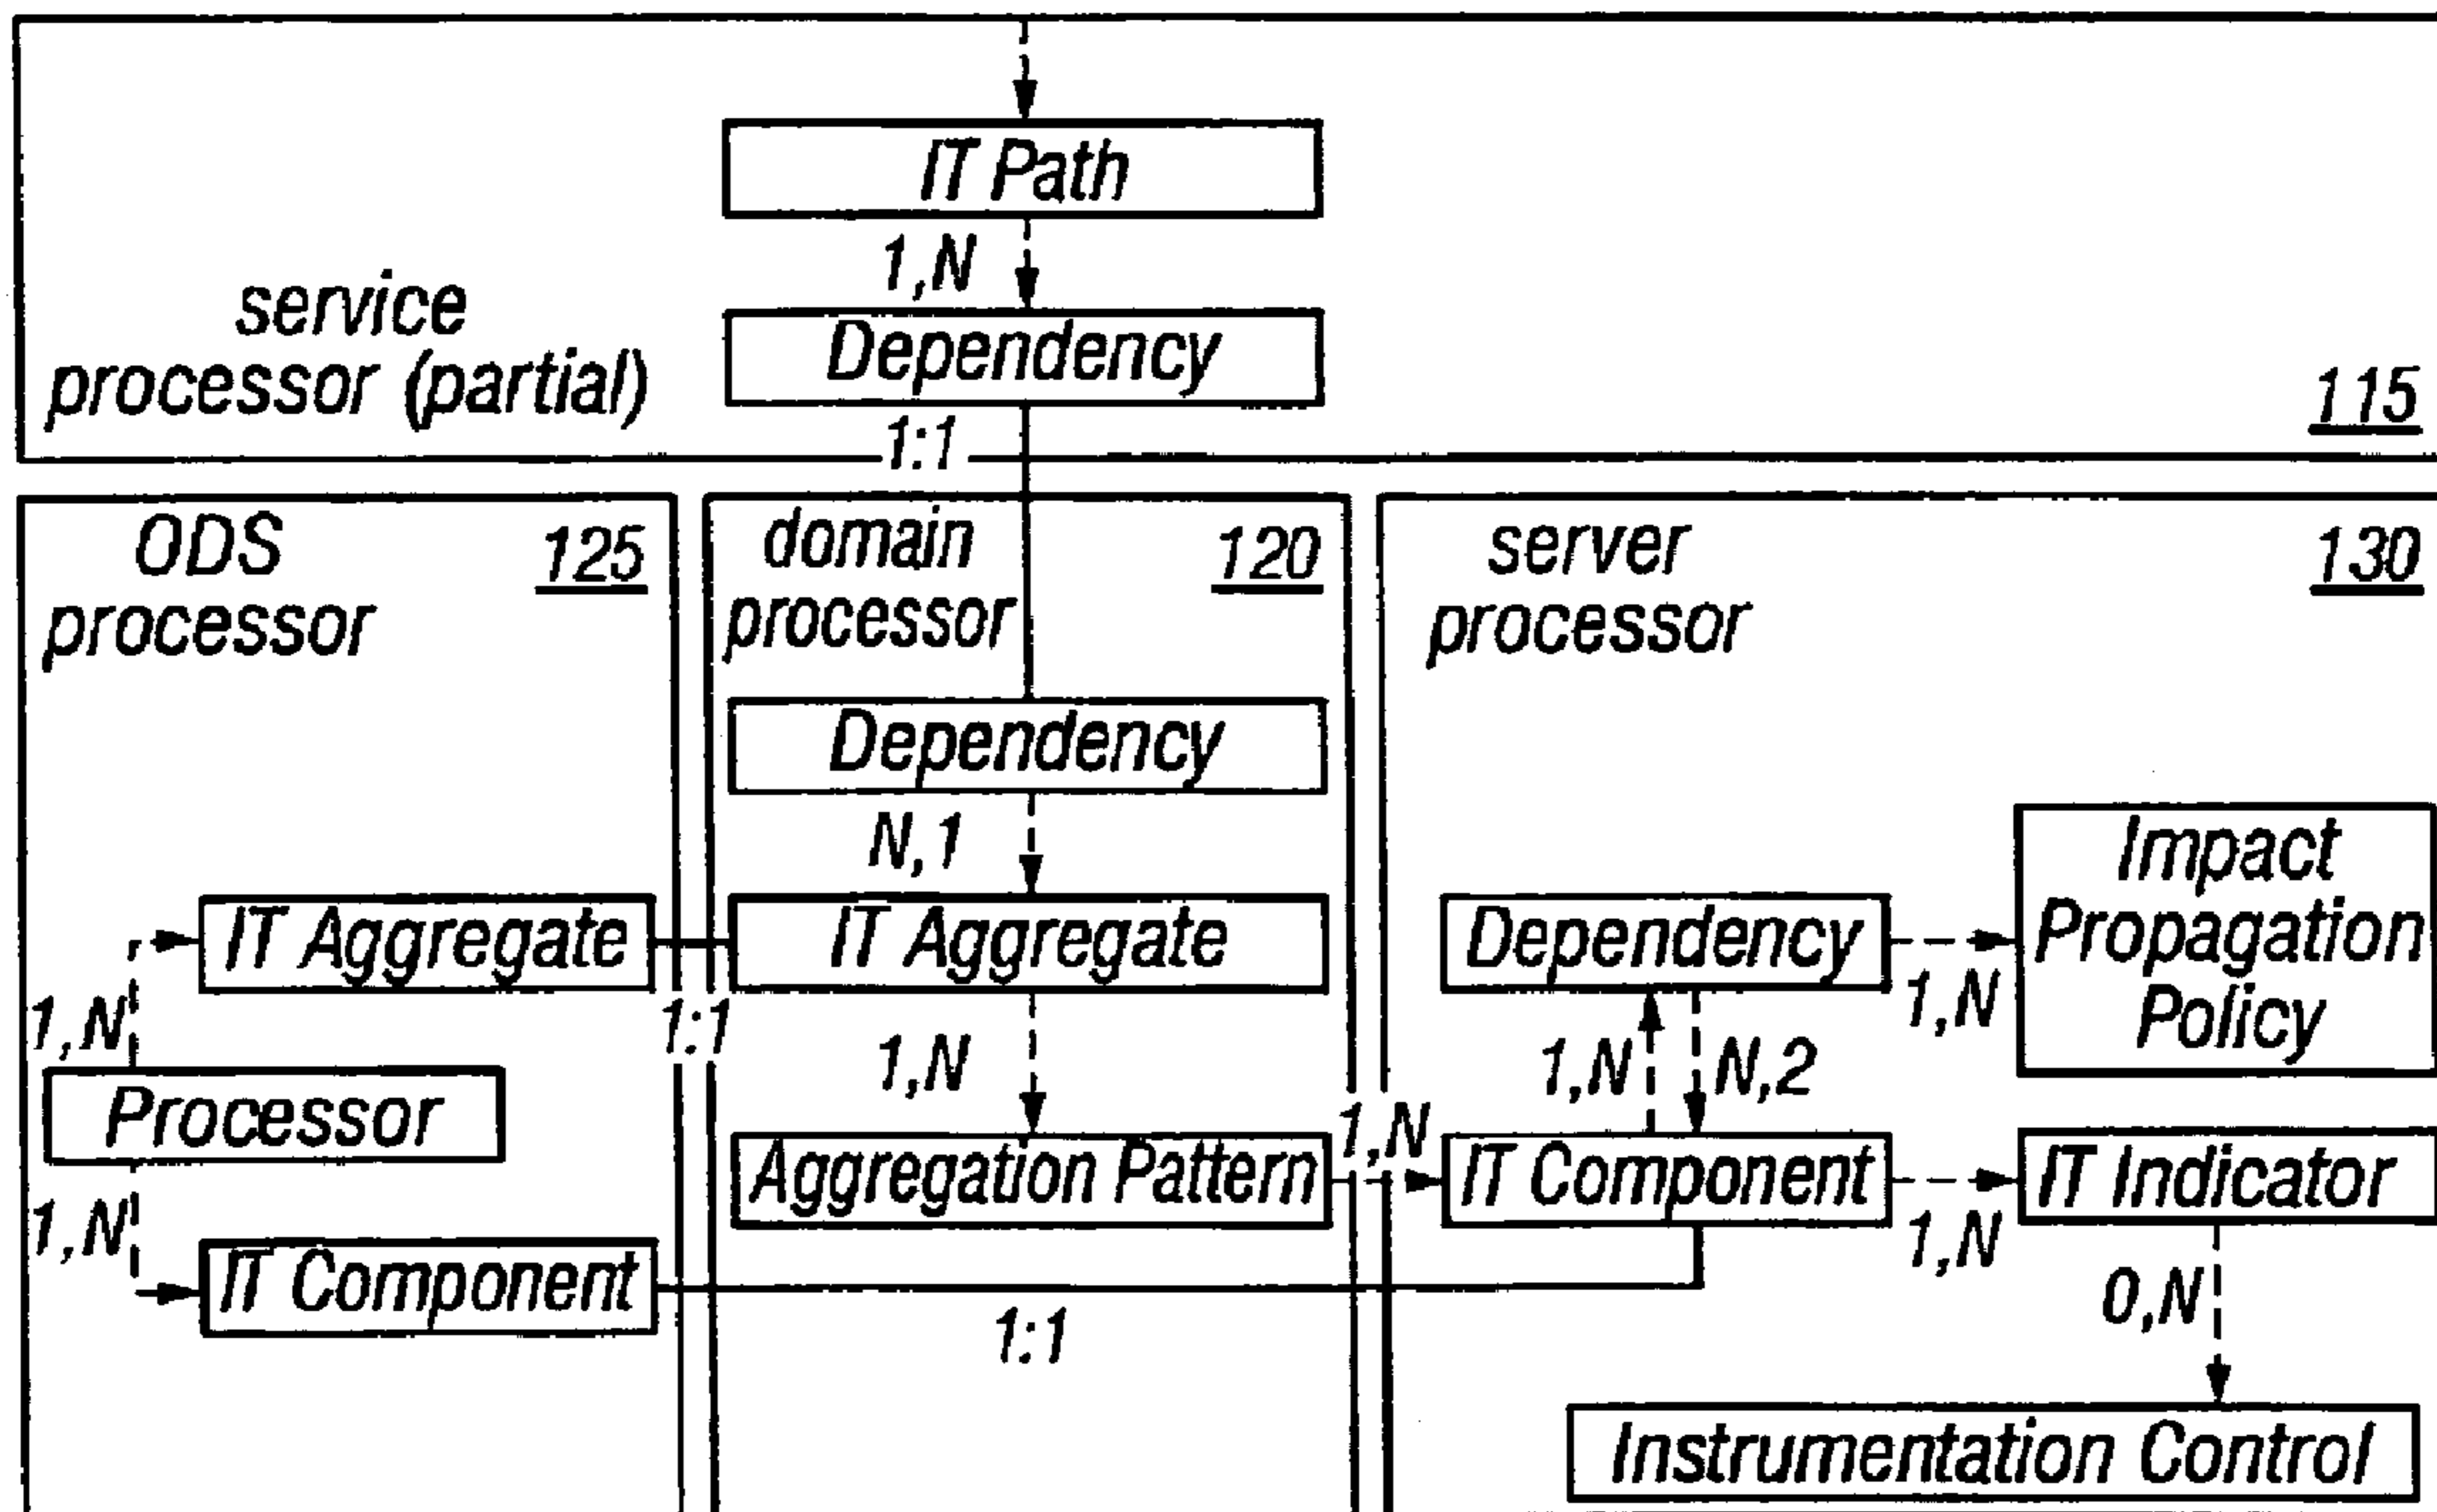 IT Path
1,N
service
processor (partial)
Dependency
115
1:1
ODS
processor
125
domain
processor
120
server
processor
130
Dependency
N,1
IT Aggregate
IT Aggregate
1:1
1,N
Processor
1,N
IT Component
1,N
Aggregation Pattern
1,N
Dependency
1,N
Impact
Propagation
Policy
1,N
N,2
IT Component
1,N
IT Indicator
0,N
1:1
Instrumentation Control